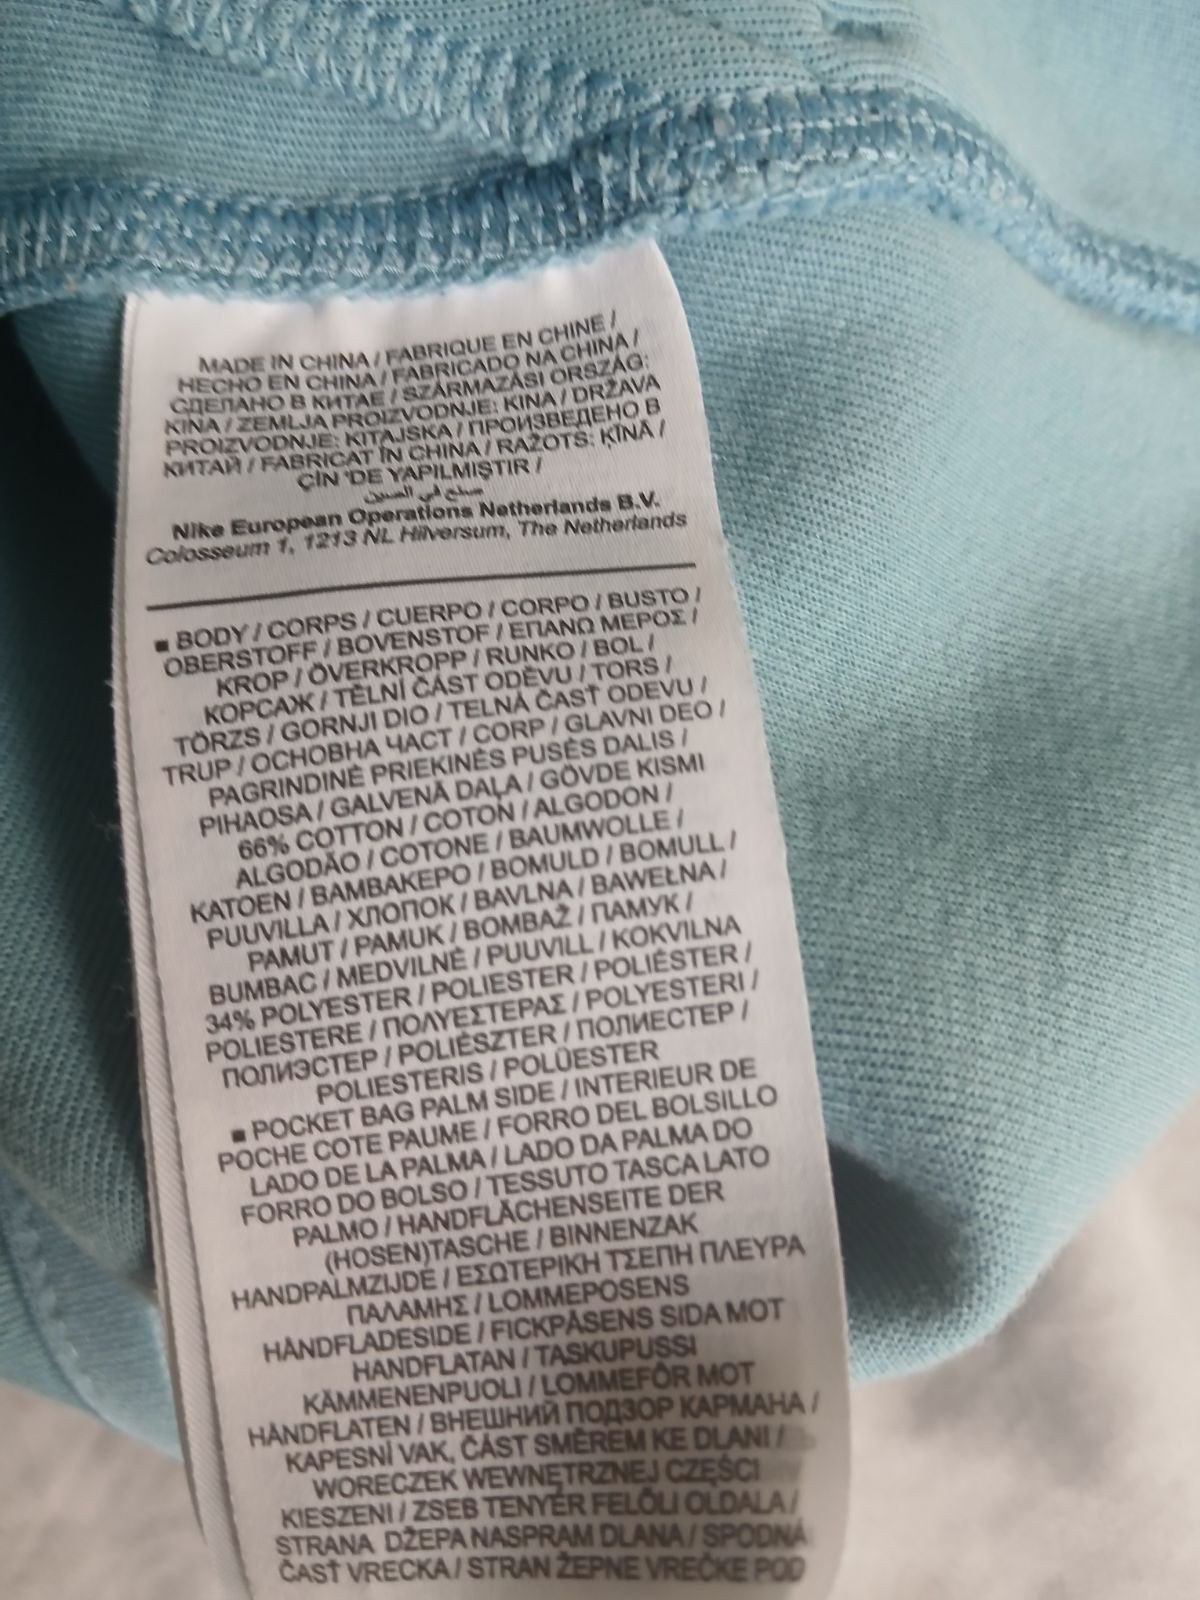 MADE IN CHINA / FABRIQUE EN CHINE /
HECHO EN CHINA / FABRICADO NA CHINA /
СДЕЛАНО В КИТАЕ / SZÁRMAZÁSI ORSZÁG:
KINA / ZEMLJA PROIZVODNJE: KINA / DRŽAVA
PROIZVODNJE: KITAJSKA / ПРОИЗВЕДЕНО В
КИТАЙ / FABRICAT ÎN CHINA / RAŽOTS: ĶĪNĀ /
ÇİN 'DE YAPILMIŞTIR /
صنع في الصين
Nike European Operations Netherlands B.V.
Colosseum 1, 1213 NL Hilversum, The Netherlands
■ BODY / CORPS / CUERPO / CORPO / BUSTO /
OBERSTOFF / BOVENSTOF / ΕΠΑΝΩ ΜΕΡΟΣ /
KROP / ÖVERKROPP / RUNKO / BOL /
КОРСАЖ / TĚLNÍ ČÁST ODĚVU / TORS /
TÖRZS / GORNJI DIO / TELNÁ ČASŤ ODEVU /
TRUP / ОСНОВНА ЧАСТ / CORP / GLAVNI DEO /
PAGRINDINĖ PRIEKINĖS PUSĖS DALIS /
PIHAOSA / GALVENĀ DAĻA / GÖVDE KISMI
66% COTTON / COTON / ALGODON /
ALGODÃO / COTONE / BAUMWOLLE /
KATOEN / ΒΑΜΒΑΚΕΡΟ / BOMULD / BOMULL /
PUUVILLA / ХЛОПОК / BAVLNA / BAWEŁNA /
PAMUT / PAMUK / BOMBAŽ / ПАМУК /
BUMBAC / MEDVILNĖ / PUUVILL / KOKVILNA
34% POLYESTER / POLIESTER / POLIÉSTER /
POLIESTERE / ΠΟΛΥΕΣΤΕΡΑΣ / POLYESTERI /
ПОЛИЭСТЕР / POLIÉSZTER / ПОЛИЕСТЕР /
POLIESTERIS / POLÜESTER
■ POCKET BAG PALM SIDE / INTERIEUR DE
POCHE COTE PAUME / FORRO DEL BOLSILLO
LADO DE LA PALMA / LADO DA PALMA DO
FORRO DO BOLSO / TESSUTO TASCA LATO
PALMO / HANDFLÄCHENSEITE DER
(HOSEN)TASCHE / BINNENZAK
HANDPALMZIJDE / ΕΣΩΤΕΡΙΚΗ ΤΣΕΠΗ ΠΛΕΥΡΑ
ΠΑΛΑΜΗΣ / LOMMEPOSENS
HÅNDFLADESIDE / FICKPÅSENS SIDA MOT
HANDFLATAN / TASKUPUSSI
KÄMMENENPUOLI / LOMMEFÔR MOT
HÅNDFLATEN / ВНЕШНИЙ ПОДЗОР КАРМАНА /
KAPESNÍ VAK, ČÁST SMĚREM KE DLANI /
WORECZEK WEWNĘTRZNEJ CZĘŚCI
KIESZENI / ZSEB TENYÉR FELŐLI OLDALA /
STRANA DŽEPA NASPRAM DLANA / SPODNÁ
ČASŤ VRECKA / STRAN ŽEPNE VREČKE POD